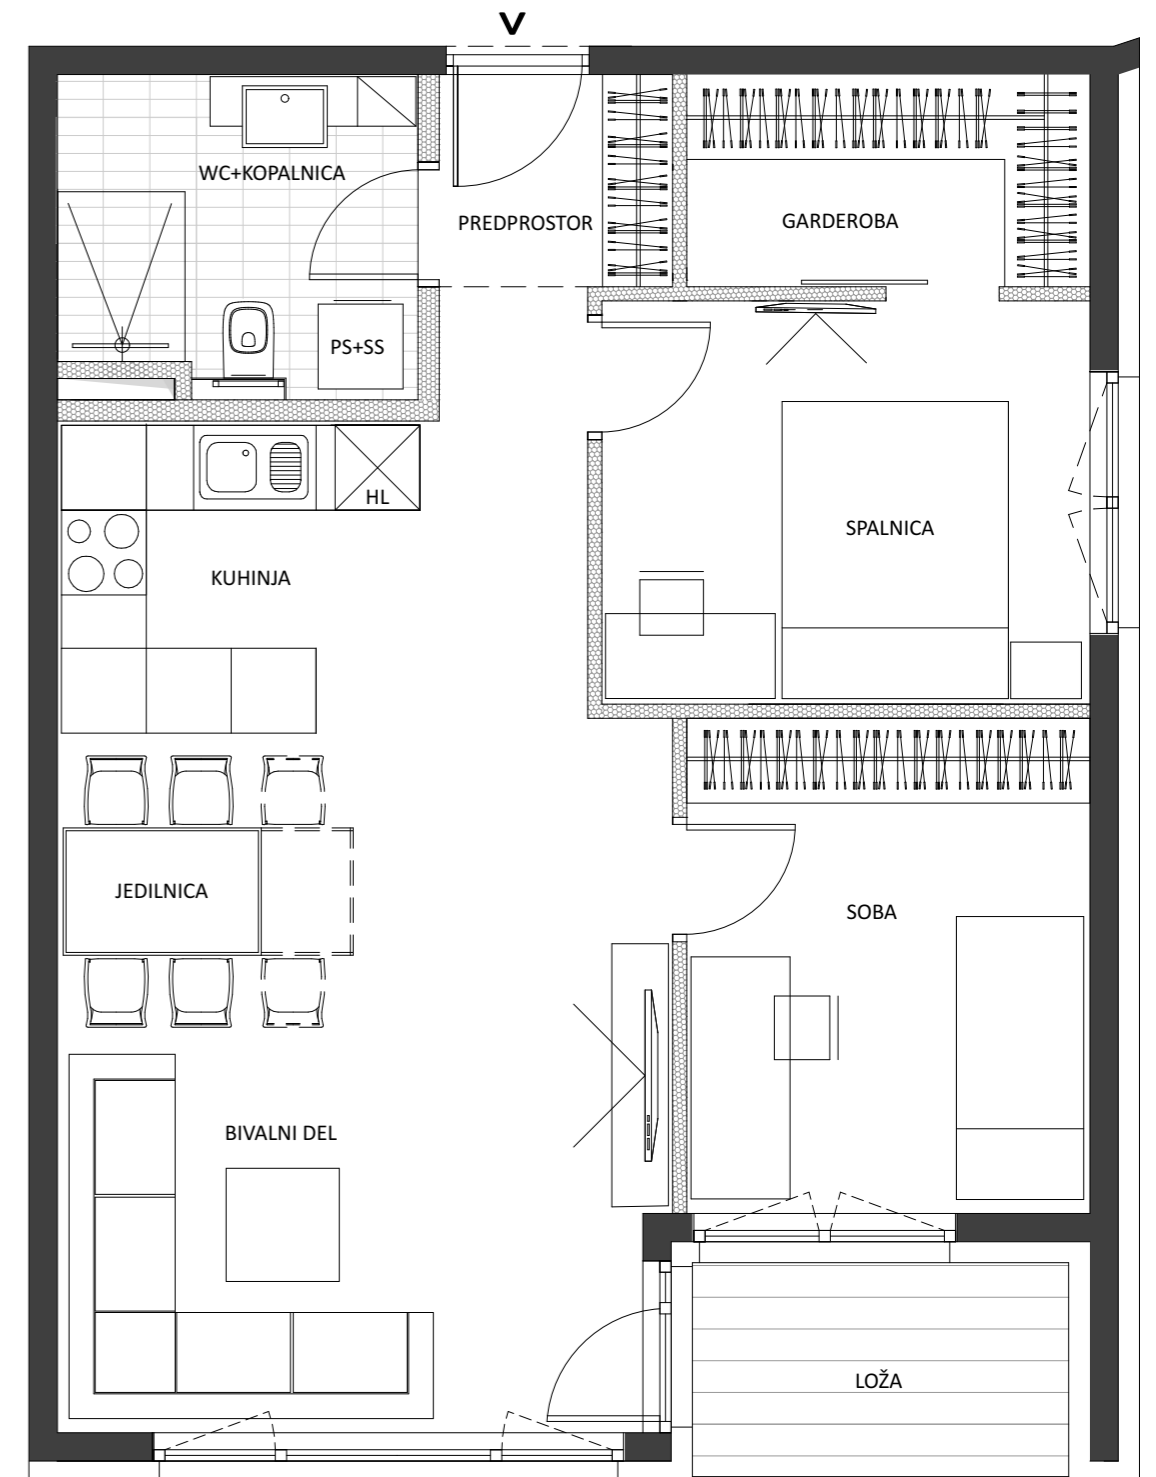 V
WC+KOPALNICA
PREDPROSTOR
GARDEROBA
PS+SS
HL
SPALNICA
KUHINJA
JEDILNICA
SOBA
BIVALNI DEL
LOŽA